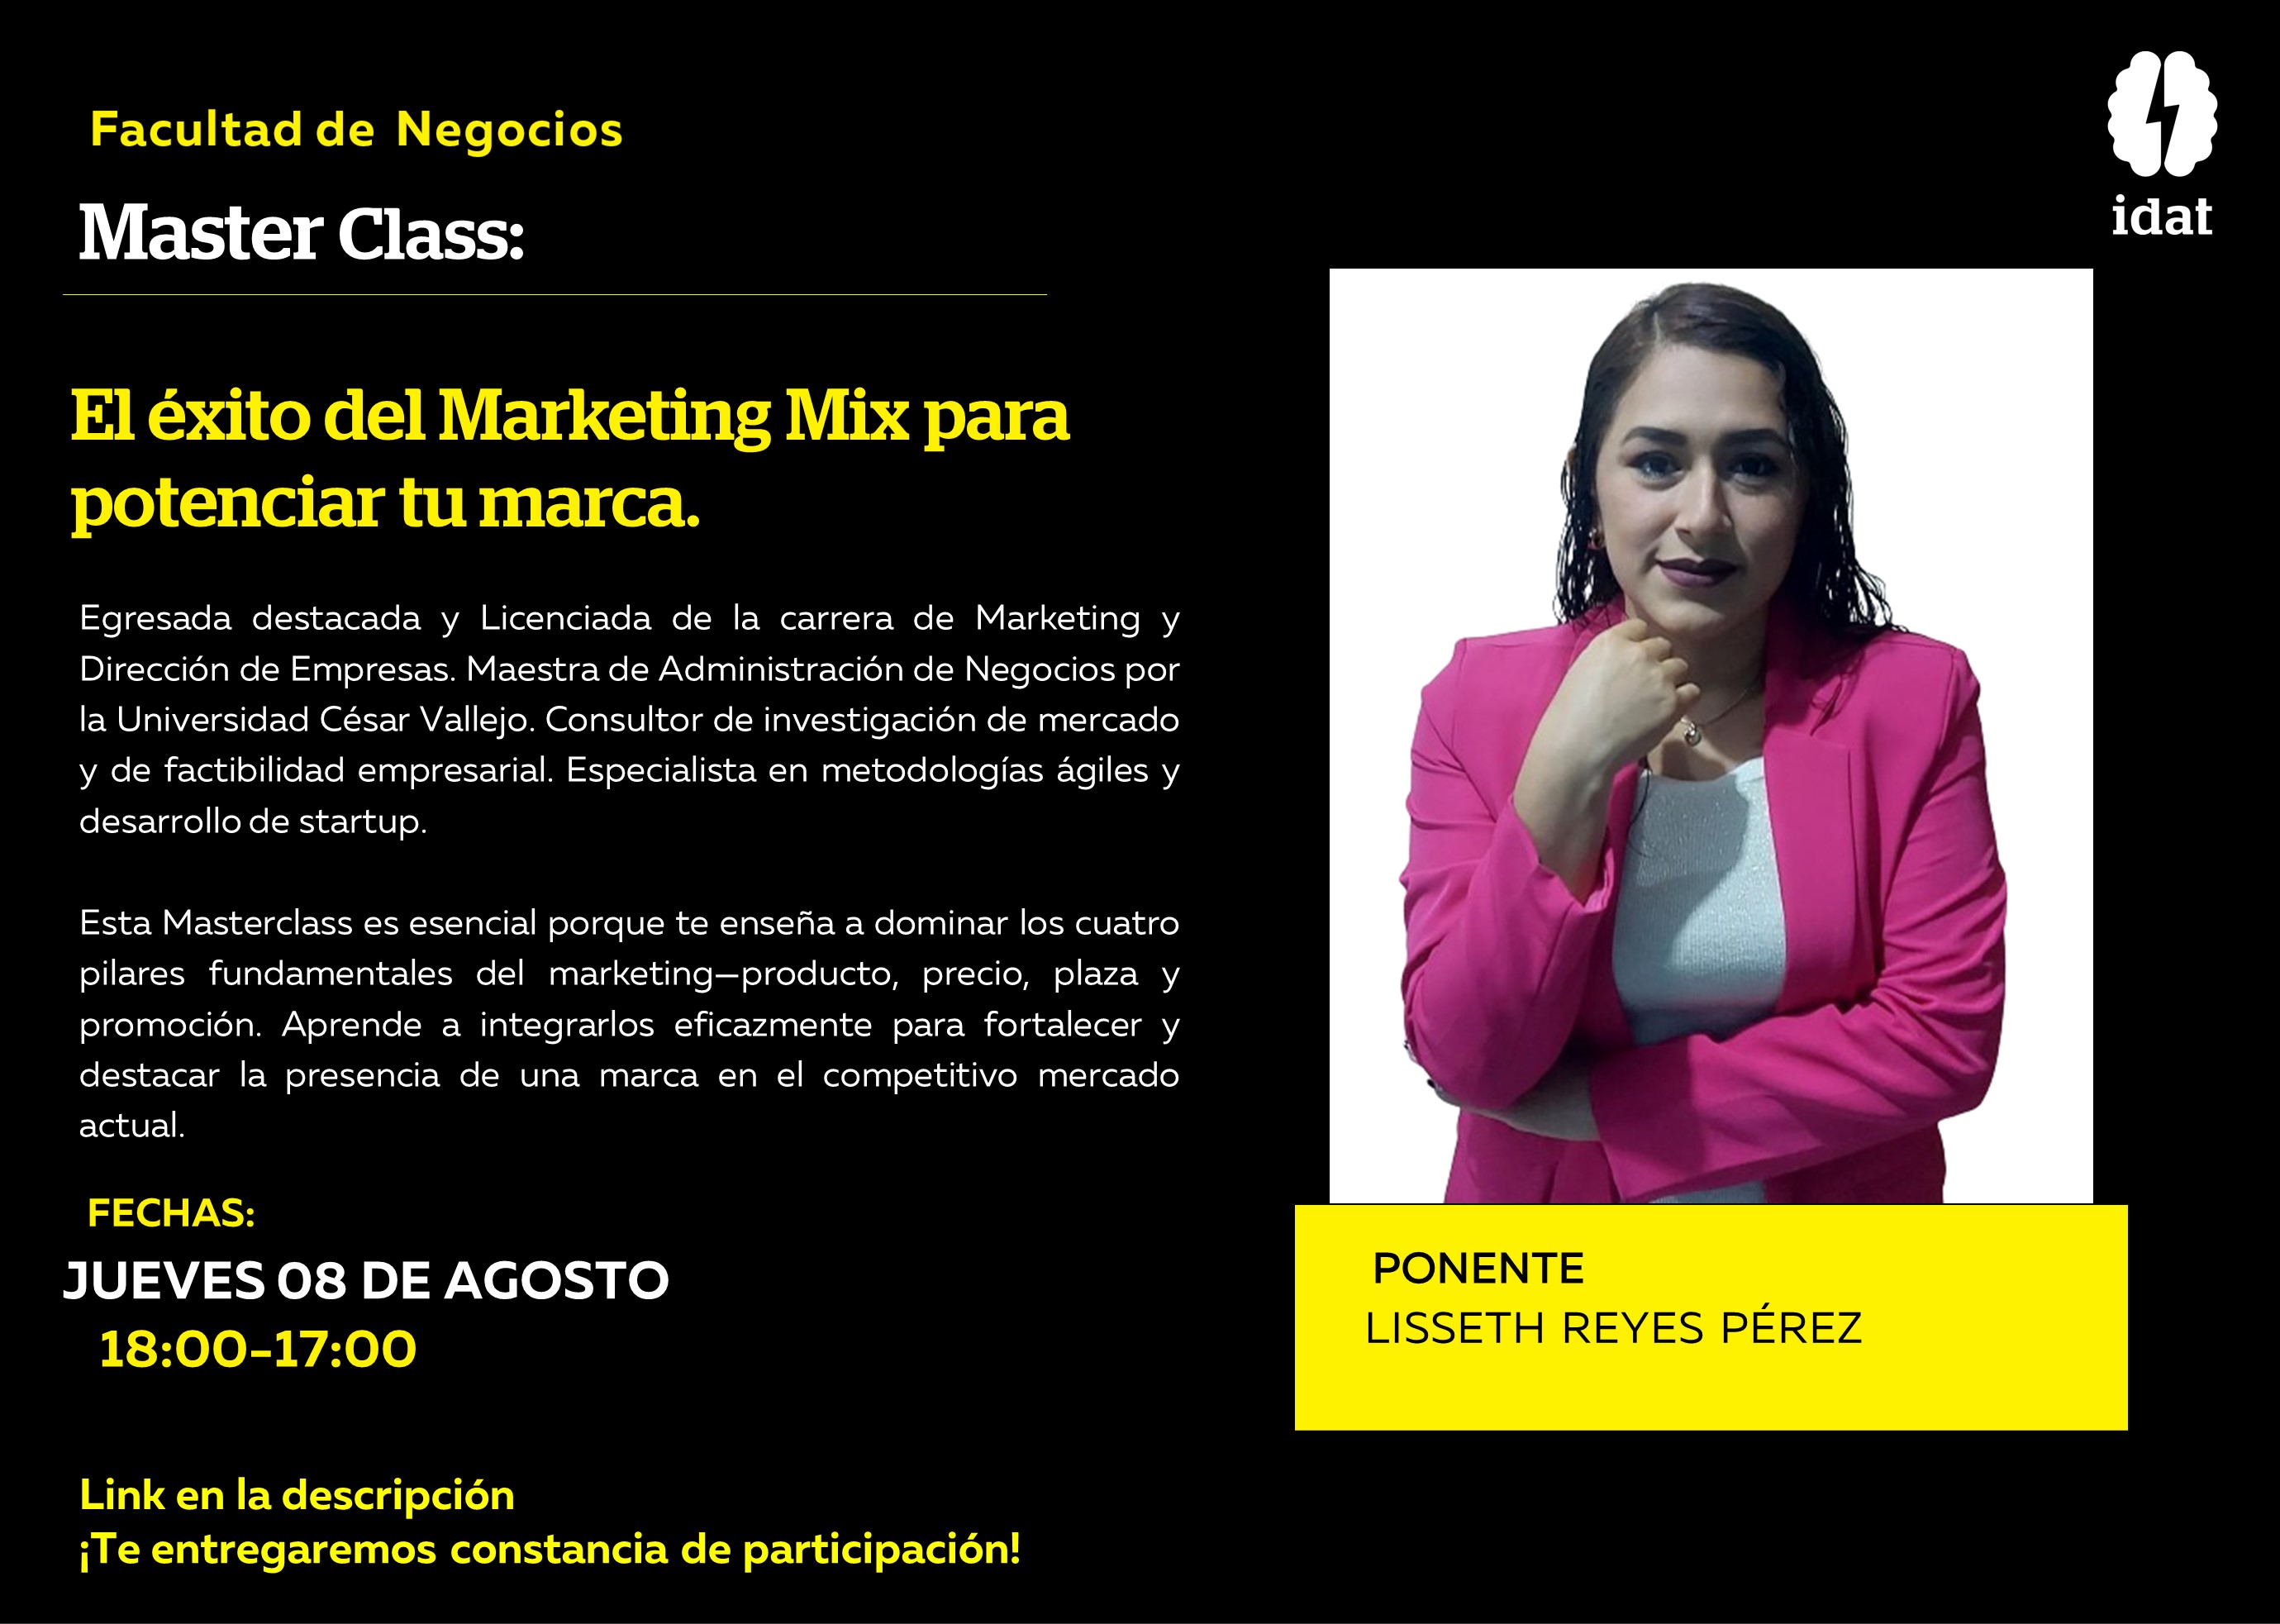 Facultad de Negocios
Master Class:
idat
El éxito del Marketing Mix para
potenciar tu marca.
Egresada destacada y Licenciada de la carrera de Marketing y
Dirección de Empresas. Maestra de Administración de Negocios por
la Universidad César Vallejo. Consultor de investigación de mercado
y de factibilidad empresarial. Especialista en metodologías ágiles y
desarrollo de startup.
Esta Masterclass es esencial porque te enseña a dominar los cuatro
pilares fundamentales del marketing—producto, precio, plaza y
promoción. Aprende a integrarlos eficazmente para fortalecer y
destacar la presencia de una marca en el competitivo mercado
actual.
FECHAS:
JUEVES 08 DE AGOSTO
18:00-17:00
PONENTE
LISSETH REYES PÉREZ
Link en la descripción
¡Te entregaremos constancia de participación!